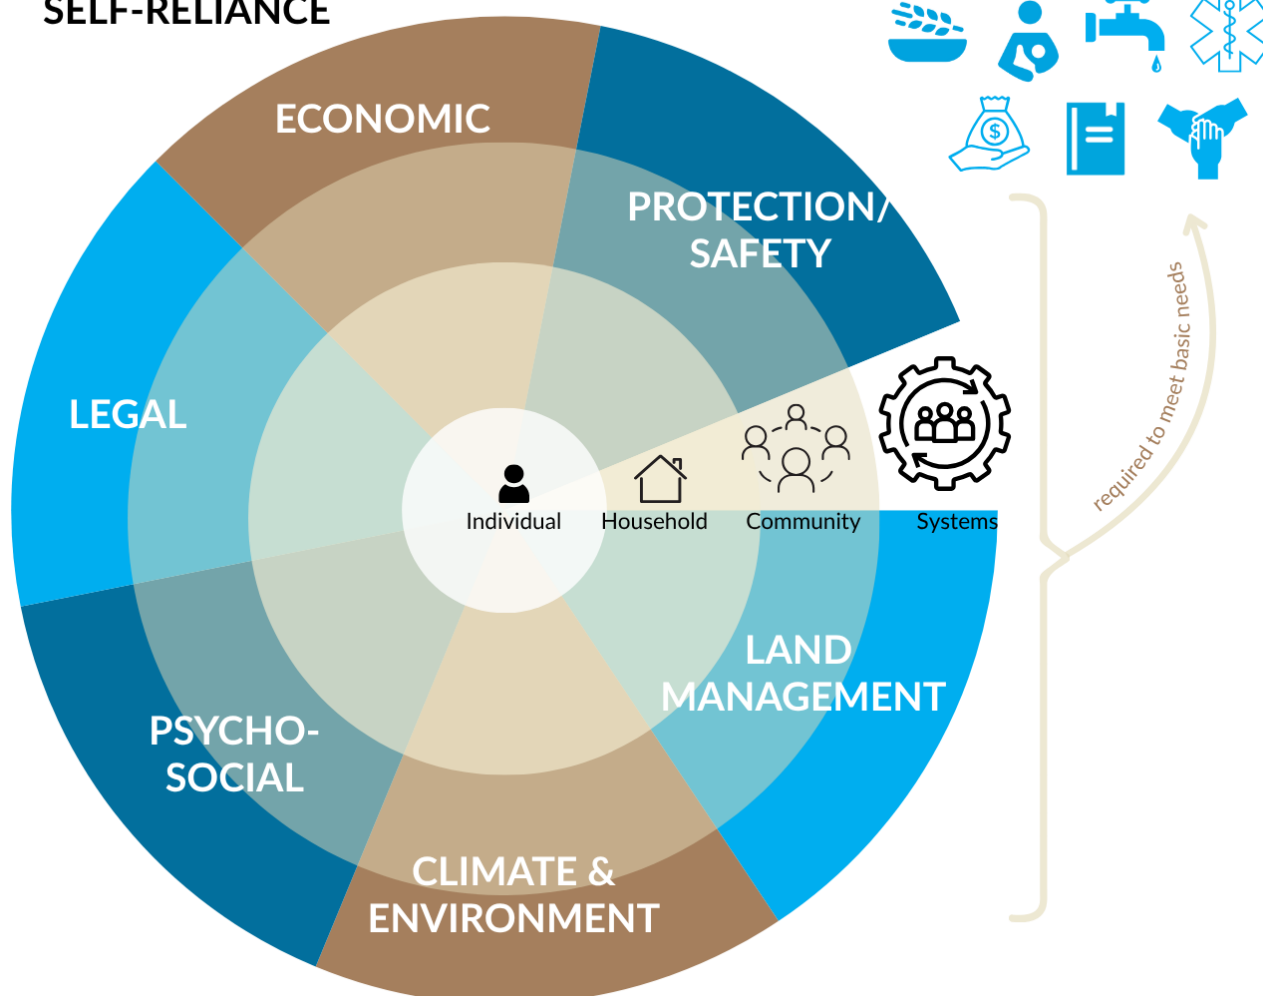 SELF-RELIANCE
ECONOMIC
PROTECTION/
SAFETY
$
LEGAL
required to meet basic needs
Individual
Household
Community
Systems
LAND
MANAGEMENT
PSYCHO-
SOCIAL
CLIMATE &
ENVIRONMENT